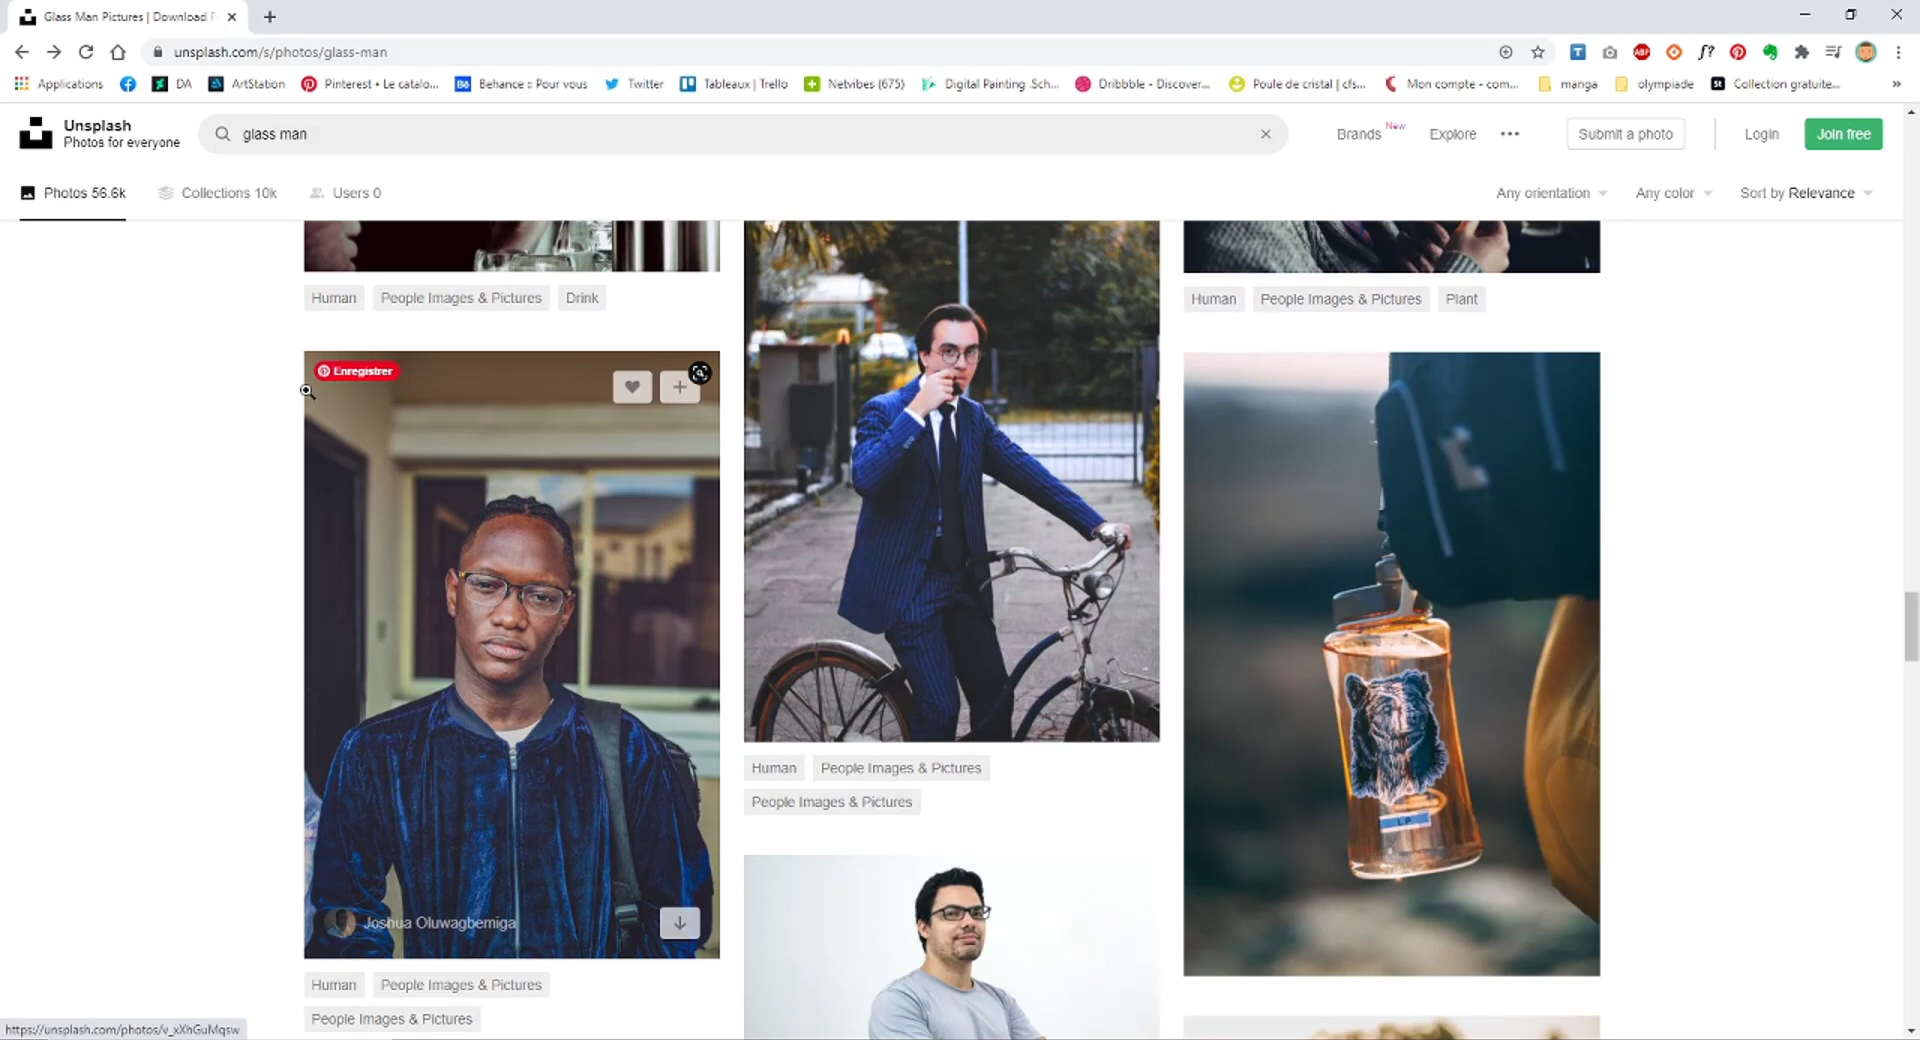 Glass Man Pictures | Download F
unsplash.com/s/photos/glass-man
ABP
f?
Applications
DA
ArtStation
Pinterest • Le catalo...
Bē
Behance :: Pour vous
Twitter
Tableaux | Trello
Netvibes (675)
Digital Painting .Sch...
Dribbble - Discover...
Poule de cristal | cfs...
Mon compte - com...
manga
olympiade
St
Collection gratuite...
»
Unsplash
Photos for everyone
glass man
Brands New
Explore
Submit a photo
Login
Join free
Photos 56.6k
Collections 10k
Users 0
Any orientation
Any color
Sort by Relevance
Human
People Images & Pictures
Drink
Human
People Images & Pictures
Plant
Enregistrer
Joshua Oluwagbemiga
LP
Human
People Images & Pictures
People Images & Pictures
Human
People Images & Pictures
People Images & Pictures
https://unsplash.com/photos/v_xXhGuMqsw